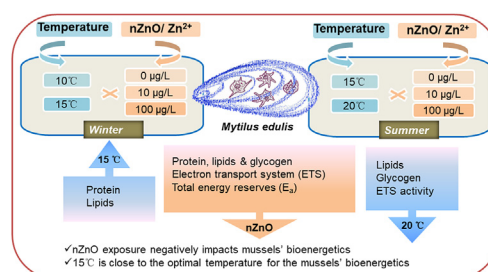 Temperature
nZnO/ Zn²⁺
10℃
15℃
0 µg/L
10 µg/L
100 µg/L
Winter
Mytilus edulis
Temperature
nZnO/ Zn²⁺
15℃
20℃
0 µg/L
10 µg/L
100 µg/L
Summer
15 ℃
Protein
Lipids
Protein, lipids & glycogen
Electron transport system (ETS)
Total energy reserves (Eₐ)
nZnO
Lipids
Glycogen
ETS activity
20 ℃
✓nZnO exposure negatively impacts mussels' bioenergetics
✓15℃ is close to the optimal temperature for the mussels' bioenergetics